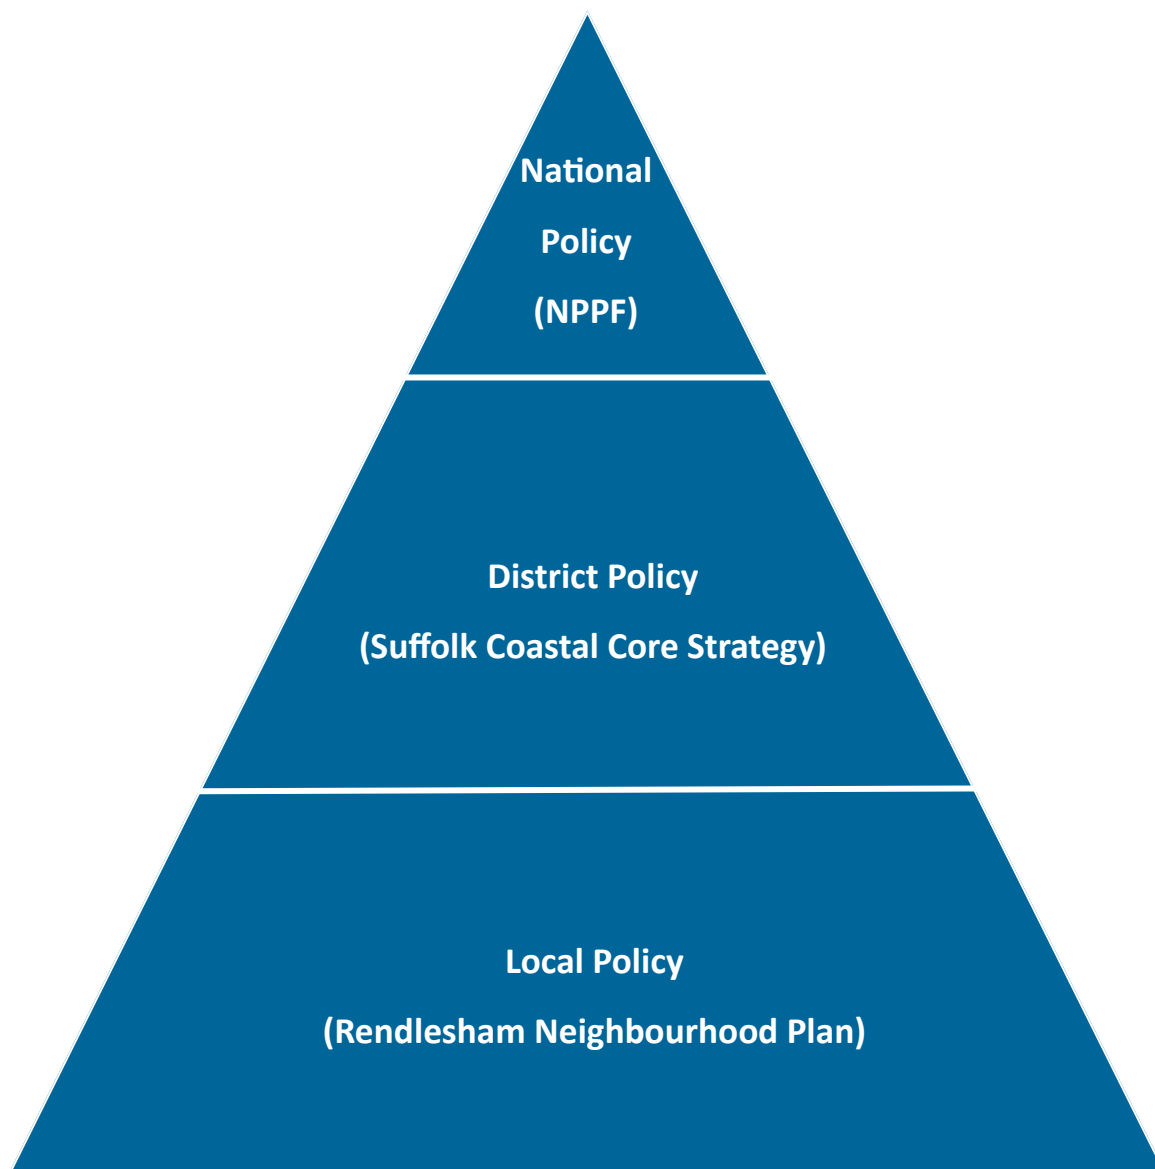 National
Policy
(NPPF)
District Policy
(Suffolk Coastal Core Strategy)
Local Policy
(Rendlesham Neighbourhood Plan)